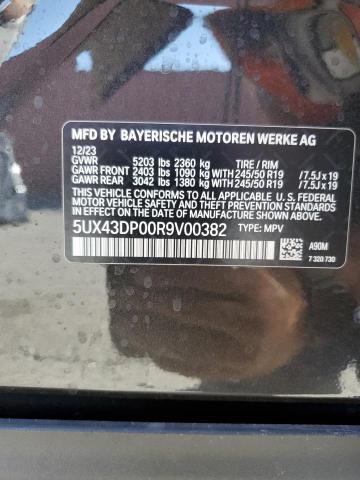 MFD BY BAYERISCHE MOTOREN WERKE AG
12/23
GVWR 5203 lbs 2360 kg TIRE / RIM
GAWR FRONT 2403 lbs 1090 kg WITH 245/50 R19 /7.5J x 19
GAWR REAR 3042 lbs 1380 kg WITH 245/50 R19 /7.5J x 19
THIS VEHICLE CONFORMS TO ALL APPLICABLE FEDERAL
MOTOR VEHICLE SAFETY, BUMPER, AND THEFT PREVENTION
STANDARDS IN EFFECT ON THE DATE OF MANUFACTURE SHOWN ABOVE.
5UX43DP00R9V00382 TYPE: MPV
A90M
7 320 730